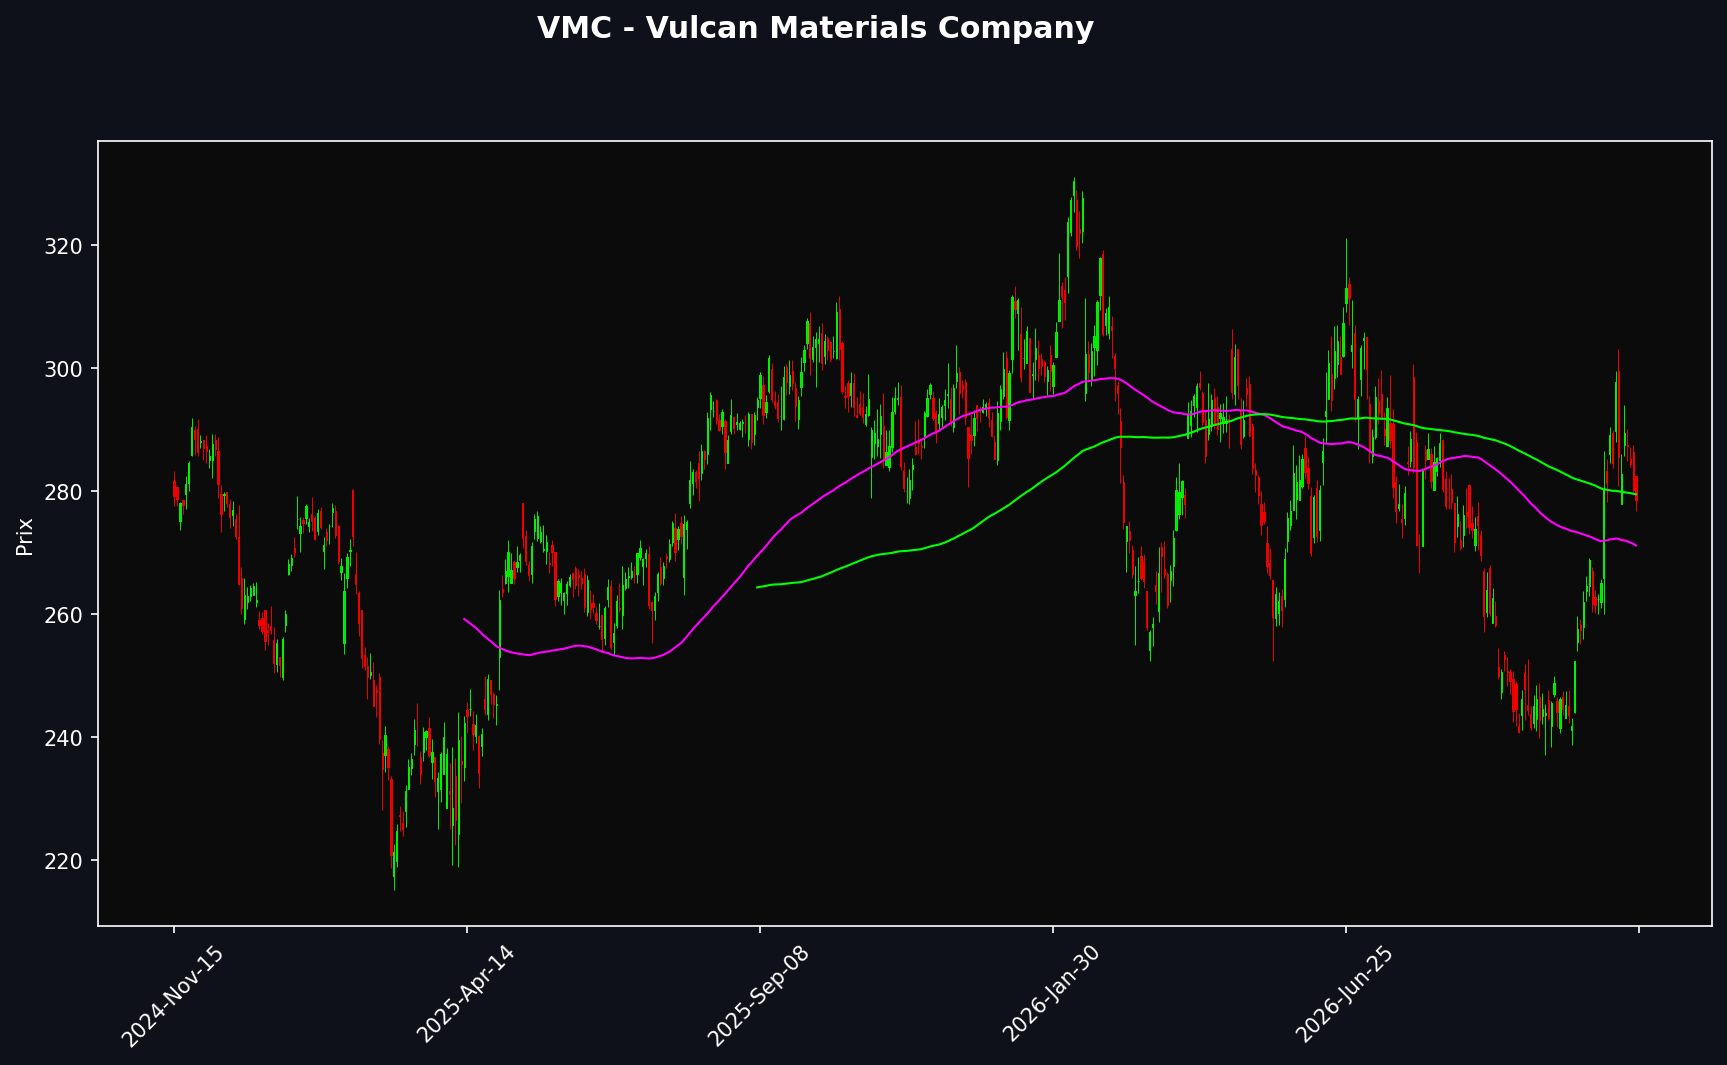 VMC - Vulcan Materials Company
Prix
320
300
280
260
240
220
2024-Nov-15
2025-Apr-14
2025-Sep-08
2026-Jan-30
2026-Jun-25